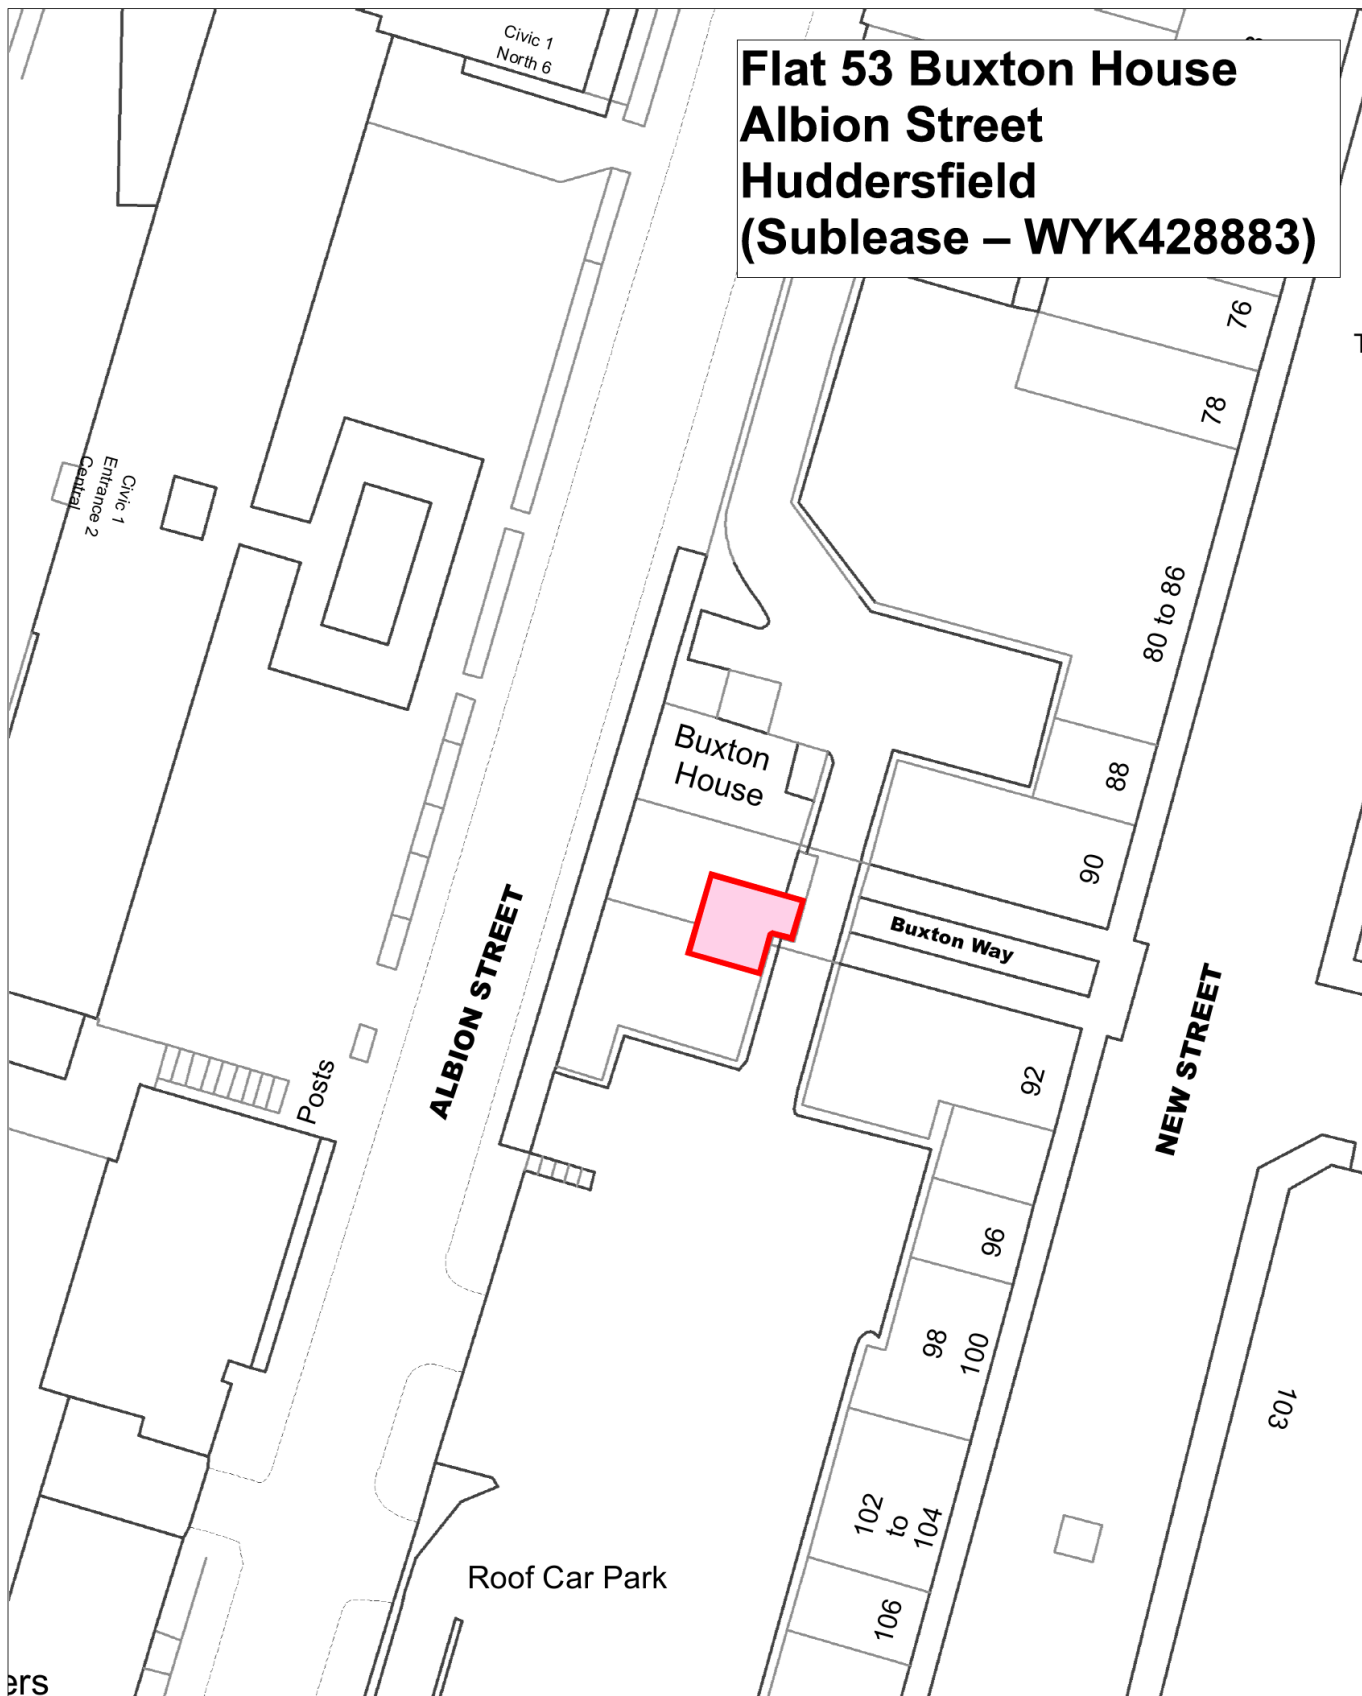 Civic 1
North 6
Flat 53 Buxton House
Albion Street
Huddersfield
(Sublease – WYK428883)
76
78
Civic 1
Entrance 2
Central
80 to 86
Buxton
House
88
90
Buxton Way
ALBION STREET
NEW STREET
Posts
92
96
98
100
103
102
to
104
Roof Car Park
106
ers